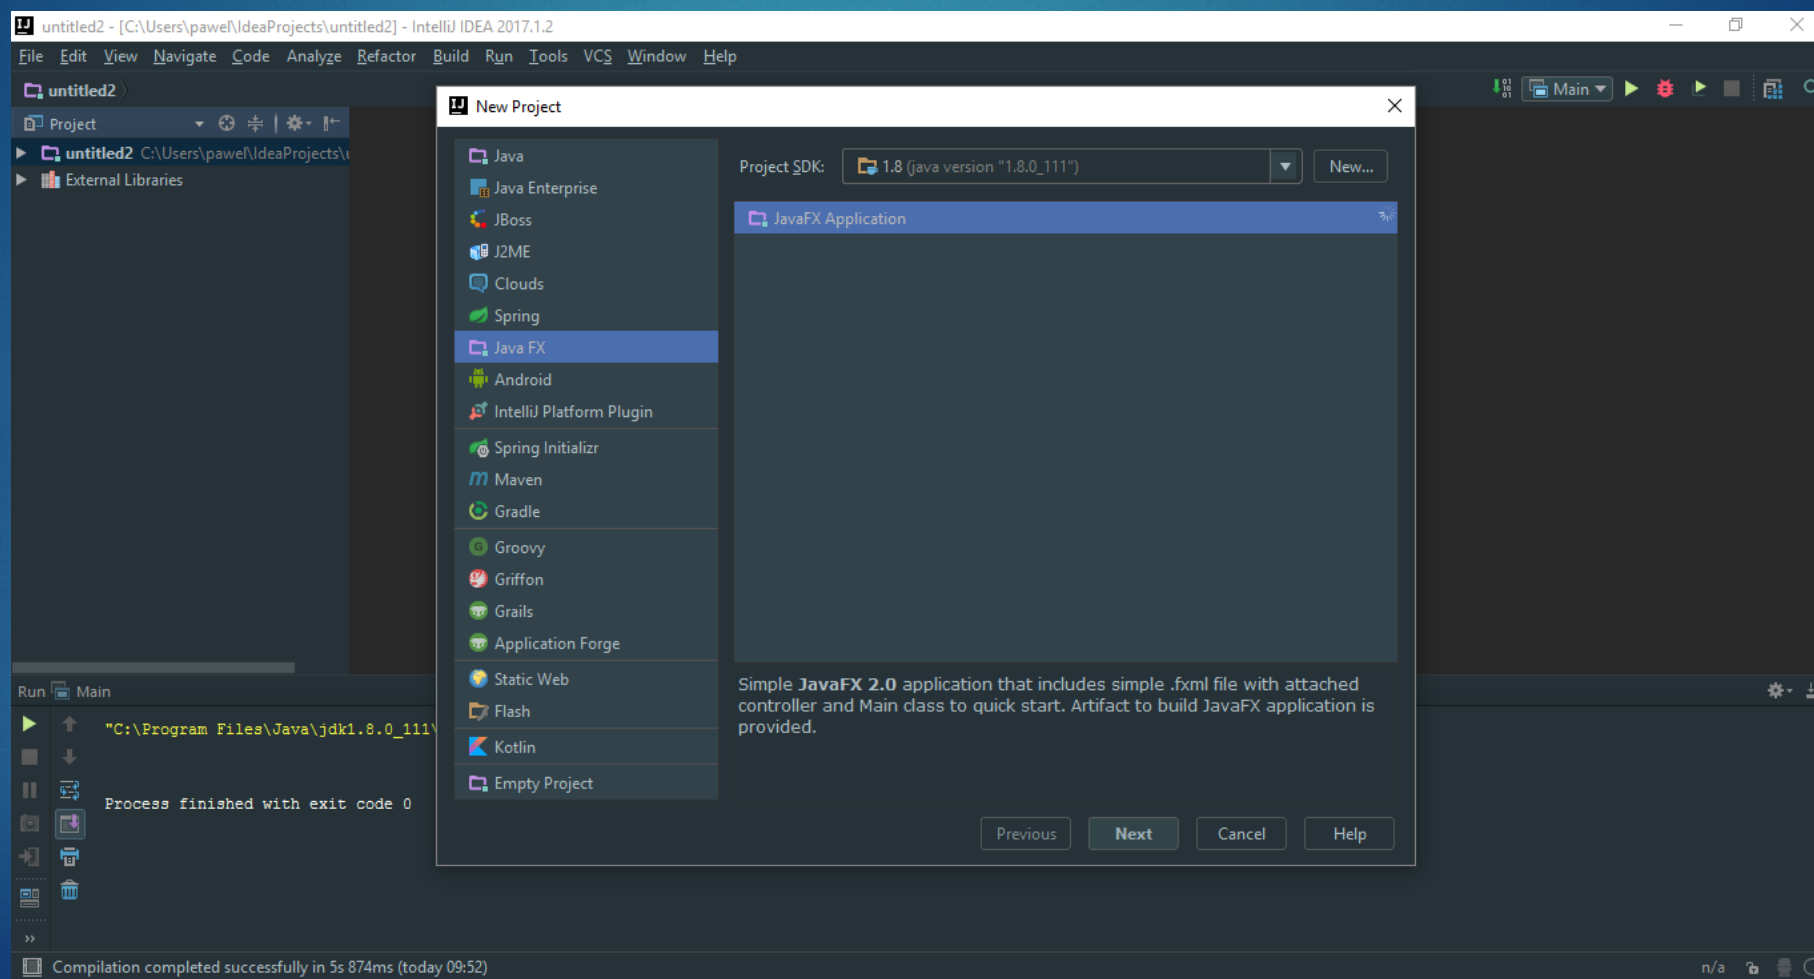 untitled2 - [C:\Users\pawel\IdeaProjects\untitled2] - IntelliJ IDEA 2017.1.2
File Edit View Navigate Code Analyze Refactor Build Run Tools VCS Window Help
untitled2
Main
Project
untitled2 C:\Users\pawel\IdeaProjects\
External Libraries
New Project
Java
Java Enterprise
JBoss
J2ME
Clouds
Spring
Java FX
Android
IntelliJ Platform Plugin
Spring Initializr
Maven
Gradle
Groovy
Griffon
Grails
Application Forge
Static Web
Flash
Kotlin
Empty Project
Project SDK: 1.8 (java version "1.8.0_111") New...
JavaFX Application
Simple JavaFX 2.0 application that includes simple .fxml file with attached
controller and Main class to quick start. Artifact to build JavaFX application is
provided.
Previous Next Cancel Help
Run Main
"C:\Program Files\Java\jdk1.8.0_111\
Process finished with exit code 0
Compilation completed successfully in 5s 874ms (today 09:52)
n/a